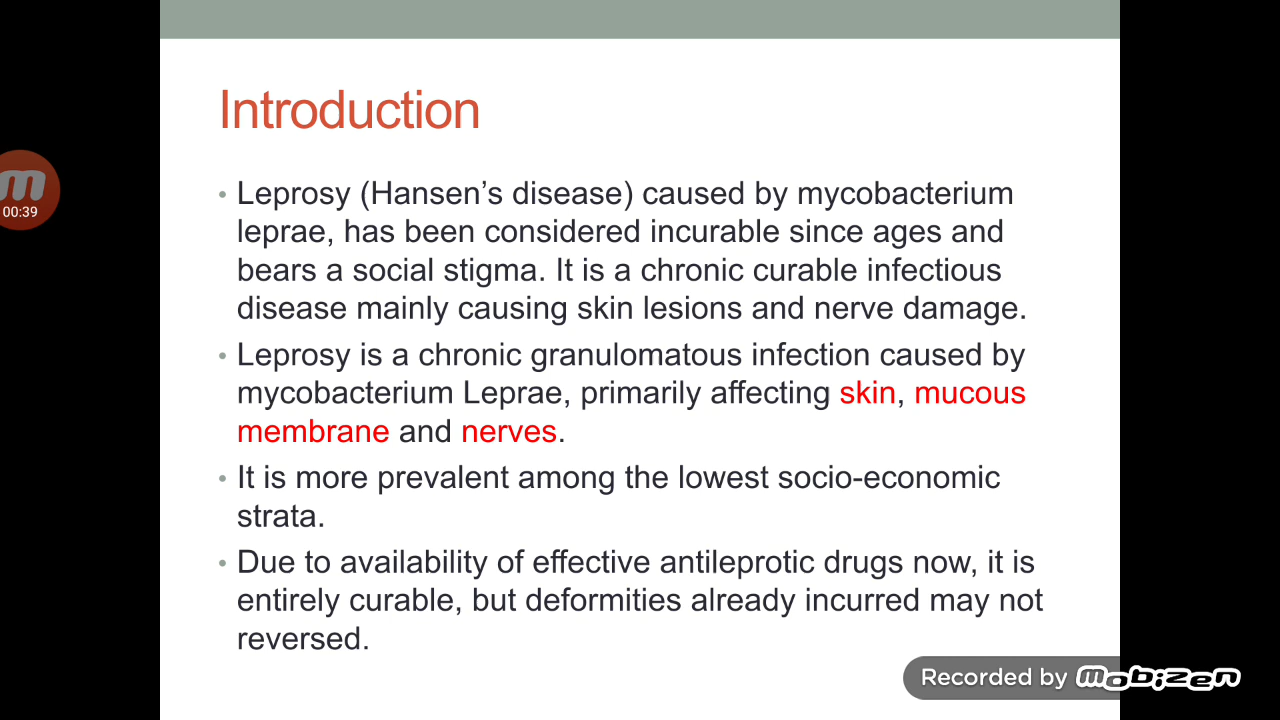 Introduction
• Leprosy (Hansen’s disease) caused by mycobacterium
leprae, has been considered incurable since ages and
bears a social stigma. It is a chronic curable infectious
disease mainly causing skin lesions and nerve damage.
• Leprosy is a chronic granulomatous infection caused by
mycobacterium Leprae, primarily affecting skin, mucous
membrane and nerves.
• It is more prevalent among the lowest socio-economic
strata.
• Due to availability of effective antileprotic drugs now, it is
entirely curable, but deformities already incurred may not
reversed.
m
00:39
Recorded by mobizen